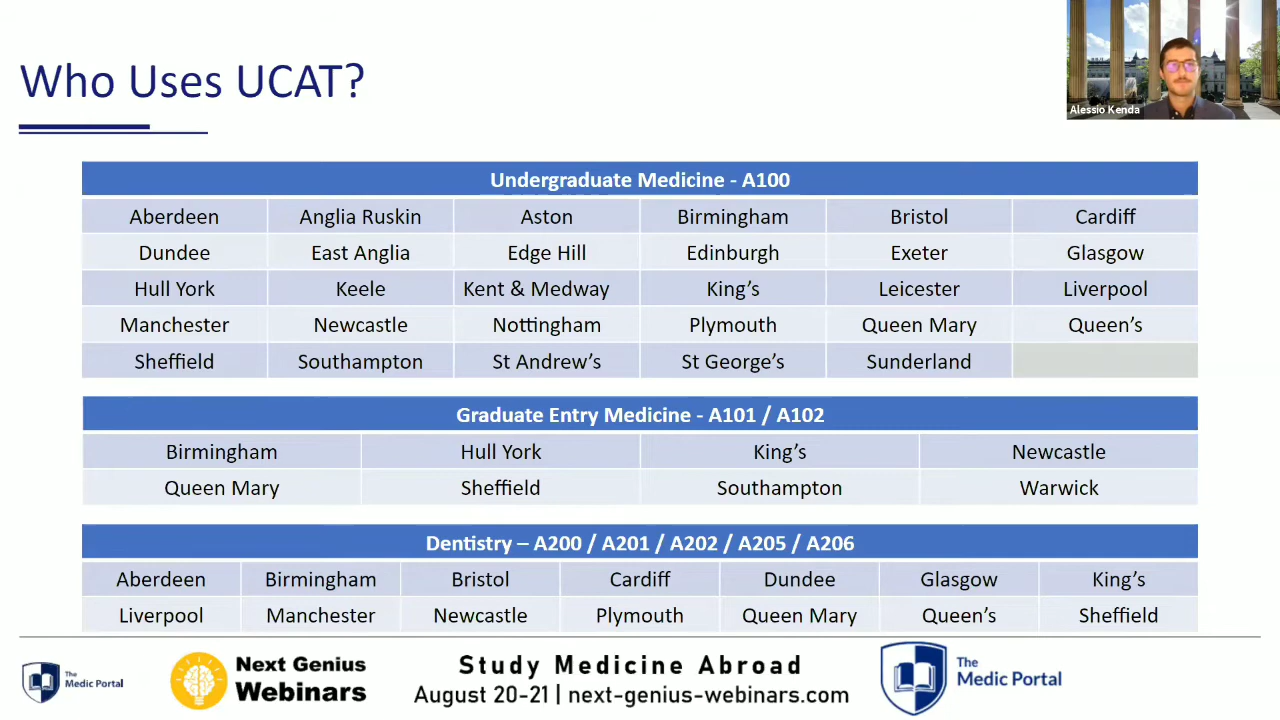 Who Uses UCAT?
Alessio Kenda
Undergraduate Medicine - A100
Aberdeen Anglia Ruskin Aston Birmingham Bristol Cardiff
Dundee East Anglia Edge Hill Edinburgh Exeter Glasgow
Hull York Keele Kent & Medway King's Leicester Liverpool
Manchester Newcastle Nottingham Plymouth Queen Mary Queen's
Sheffield Southampton St Andrew's St George's Sunderland
Graduate Entry Medicine - A101 / A102
Birmingham Hull York King's Newcastle
Queen Mary Sheffield Southampton Warwick
Dentistry – A200 / A201 / A202 / A205 / A206
Aberdeen Birmingham Bristol Cardiff Dundee Glasgow King's
Liverpool Manchester Newcastle Plymouth Queen Mary Queen's Sheffield
The
Medic Portal
Next Genius
Webinars
Study Medicine Abroad
August 20-21 | next-genius-webinars.com
The
Medic Portal